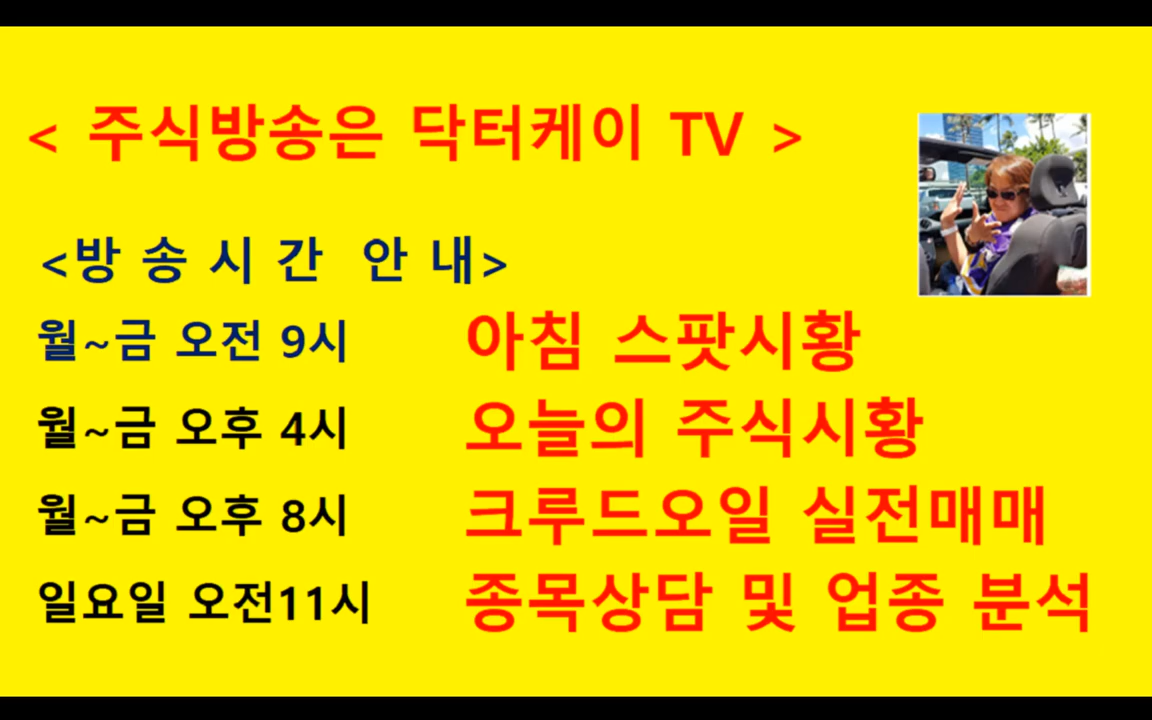 < 주식방송은 닥터케이 TV >
<방 송 시 간 안 내>
월~금 오전 9시 아침 스팟시황
월~금 오후 4시 오늘의 주식시황
월~금 오후 8시 크루드오일 실전매매
일요일 오전11시 종목상담 및 업종 분석